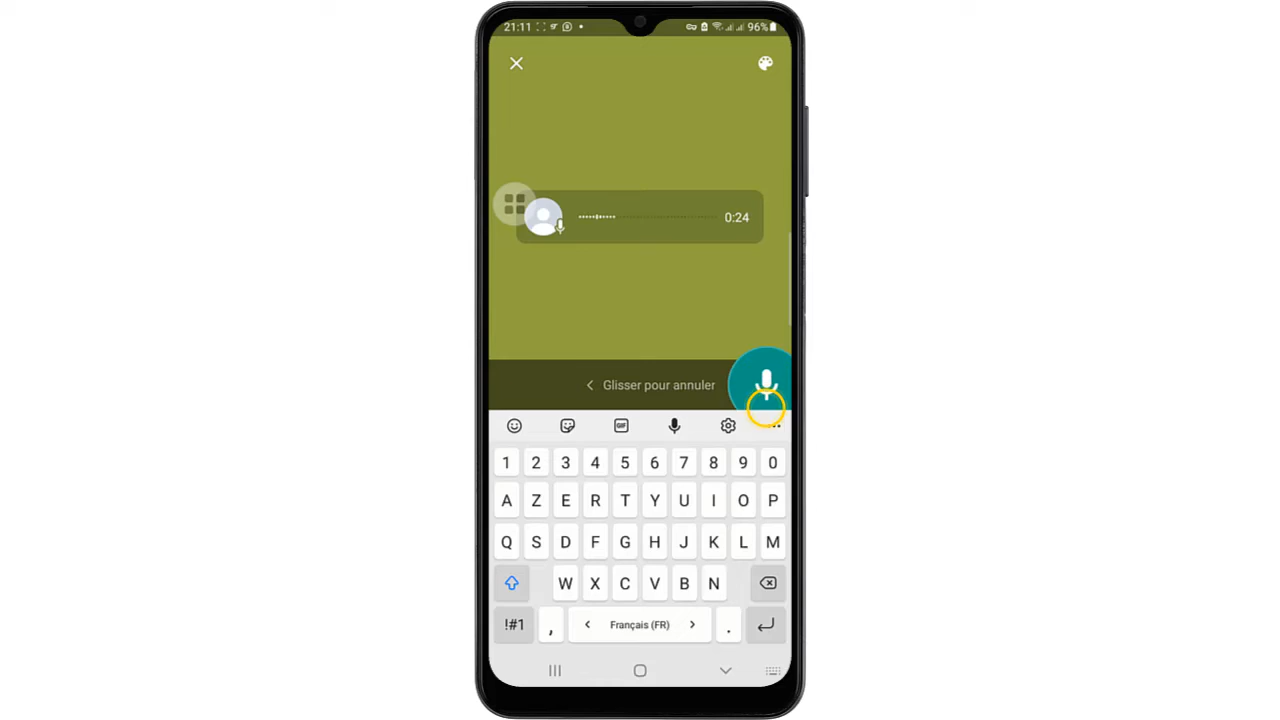 21:11 96%
0:24
Glisser pour annuler
GIF
1 2 3 4 5 6 7 8 9 0
A Z E R T Y U I O P
Q S D F G H J K L M
W X C V B N
!#1 , Français (FR) .